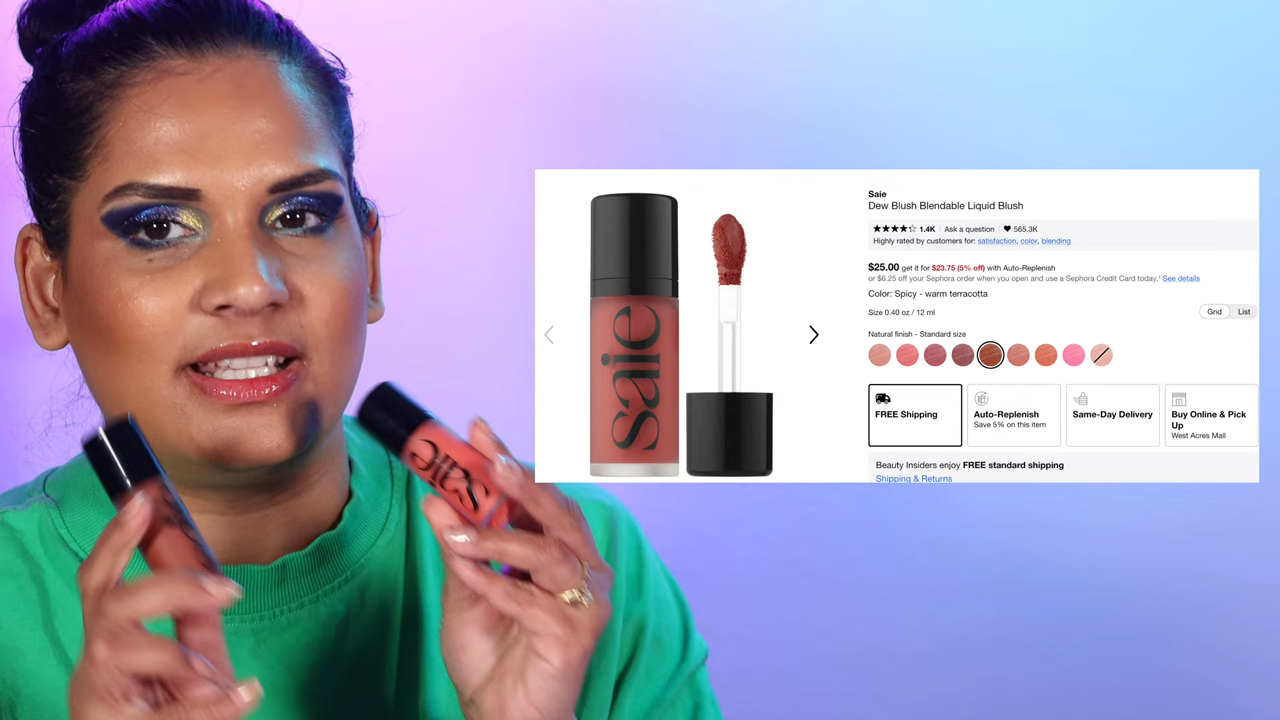 saie
saie
Saie
Dew Blush Blendable Liquid Blush
1.4K | Ask a question | 565.3K
Highly rated by customers for: satisfaction, color, blending
$25.00 get it for $23.75 (5% off) with Auto-Replenish
or $6.25 off your Sephora order when you open and use a Sephora Credit Card today.¹ See details
Color: Spicy - warm terracotta
Size 0.40 oz / 12 ml
Grid List
Natural finish - Standard size
FREE Shipping
Auto-Replenish
Save 5% on this item
Same-Day Delivery
Buy Online & Pick
Up
West Acres Mall
Beauty Insiders enjoy FREE standard shipping
Shipping & Returns